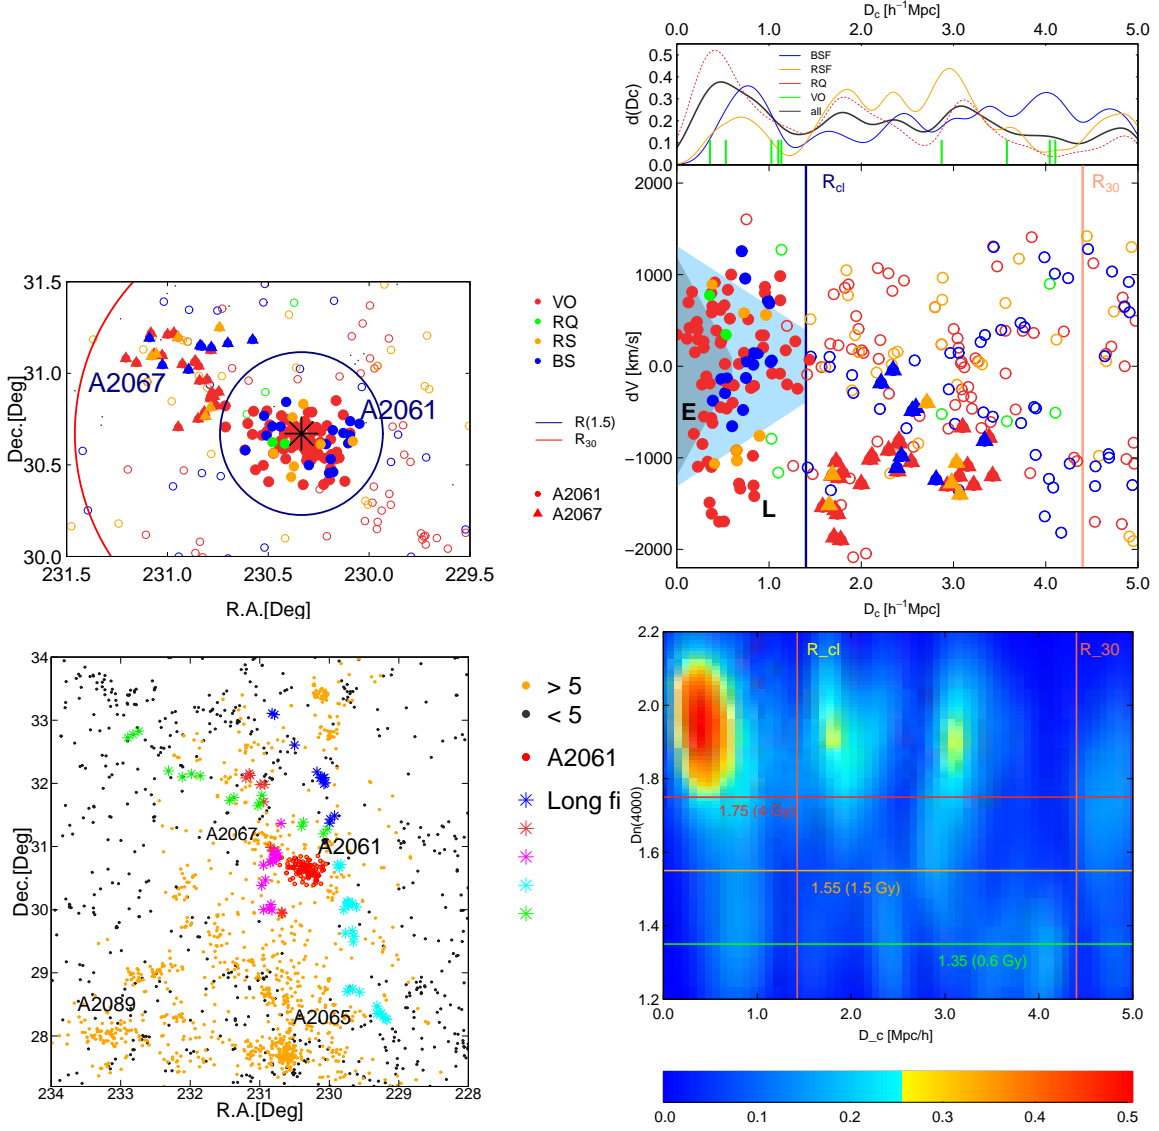 D_c [h⁻¹Mpc]
0.0 1.0 2.0 3.0 4.0 5.0
d(Dc)
0.5
0.4
0.3
0.2
0.1
0.0
BSF
RSF
RQ
VO
all
dV [km/s]
2000
1000
0.0
−1000
−2000
R_cl
R_30
E
L
0.0 1.0 2.0 3.0 4.0 5.0
D_c [h⁻¹Mpc]
Dec.[Deg]
31.5
31.0
30.5
30.0
A2067
A2061
231.5 231.0 230.5 230.0 229.5
R.A.[Deg]
VO
RQ
RS
BS
R(1.5)
R_30
A2061
A2067
Dec.[Deg]
34
33
32
31
30
29
28
A2067
A2061
A2089
A2065
234 233 232 231 230 229 228
R.A.[Deg]
> 5
< 5
A2061
Long fi
Dn(4000)
2.2
2.0
1.8
1.6
1.4
1.2
R_cl
R_30
1.75 (4 Gy)
1.55 (1.5 Gy)
1.35 (0.6 Gy)
0.0 1.0 2.0 3.0 4.0 5.0
D_c [Mpc/h]
0.0 0.1 0.2 0.3 0.4 0.5